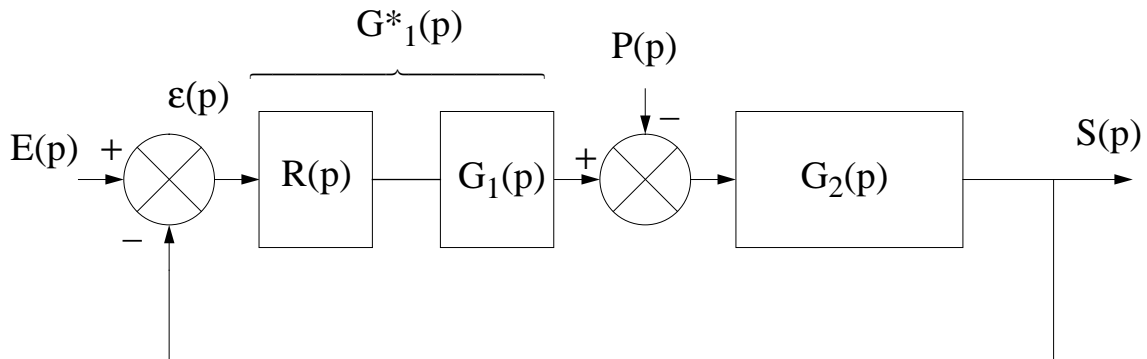 G*₁(p)
P(p)
ε(p)
−
E(p)
+
R(p)
G₁(p)
+
G₂(p)
S(p)
−